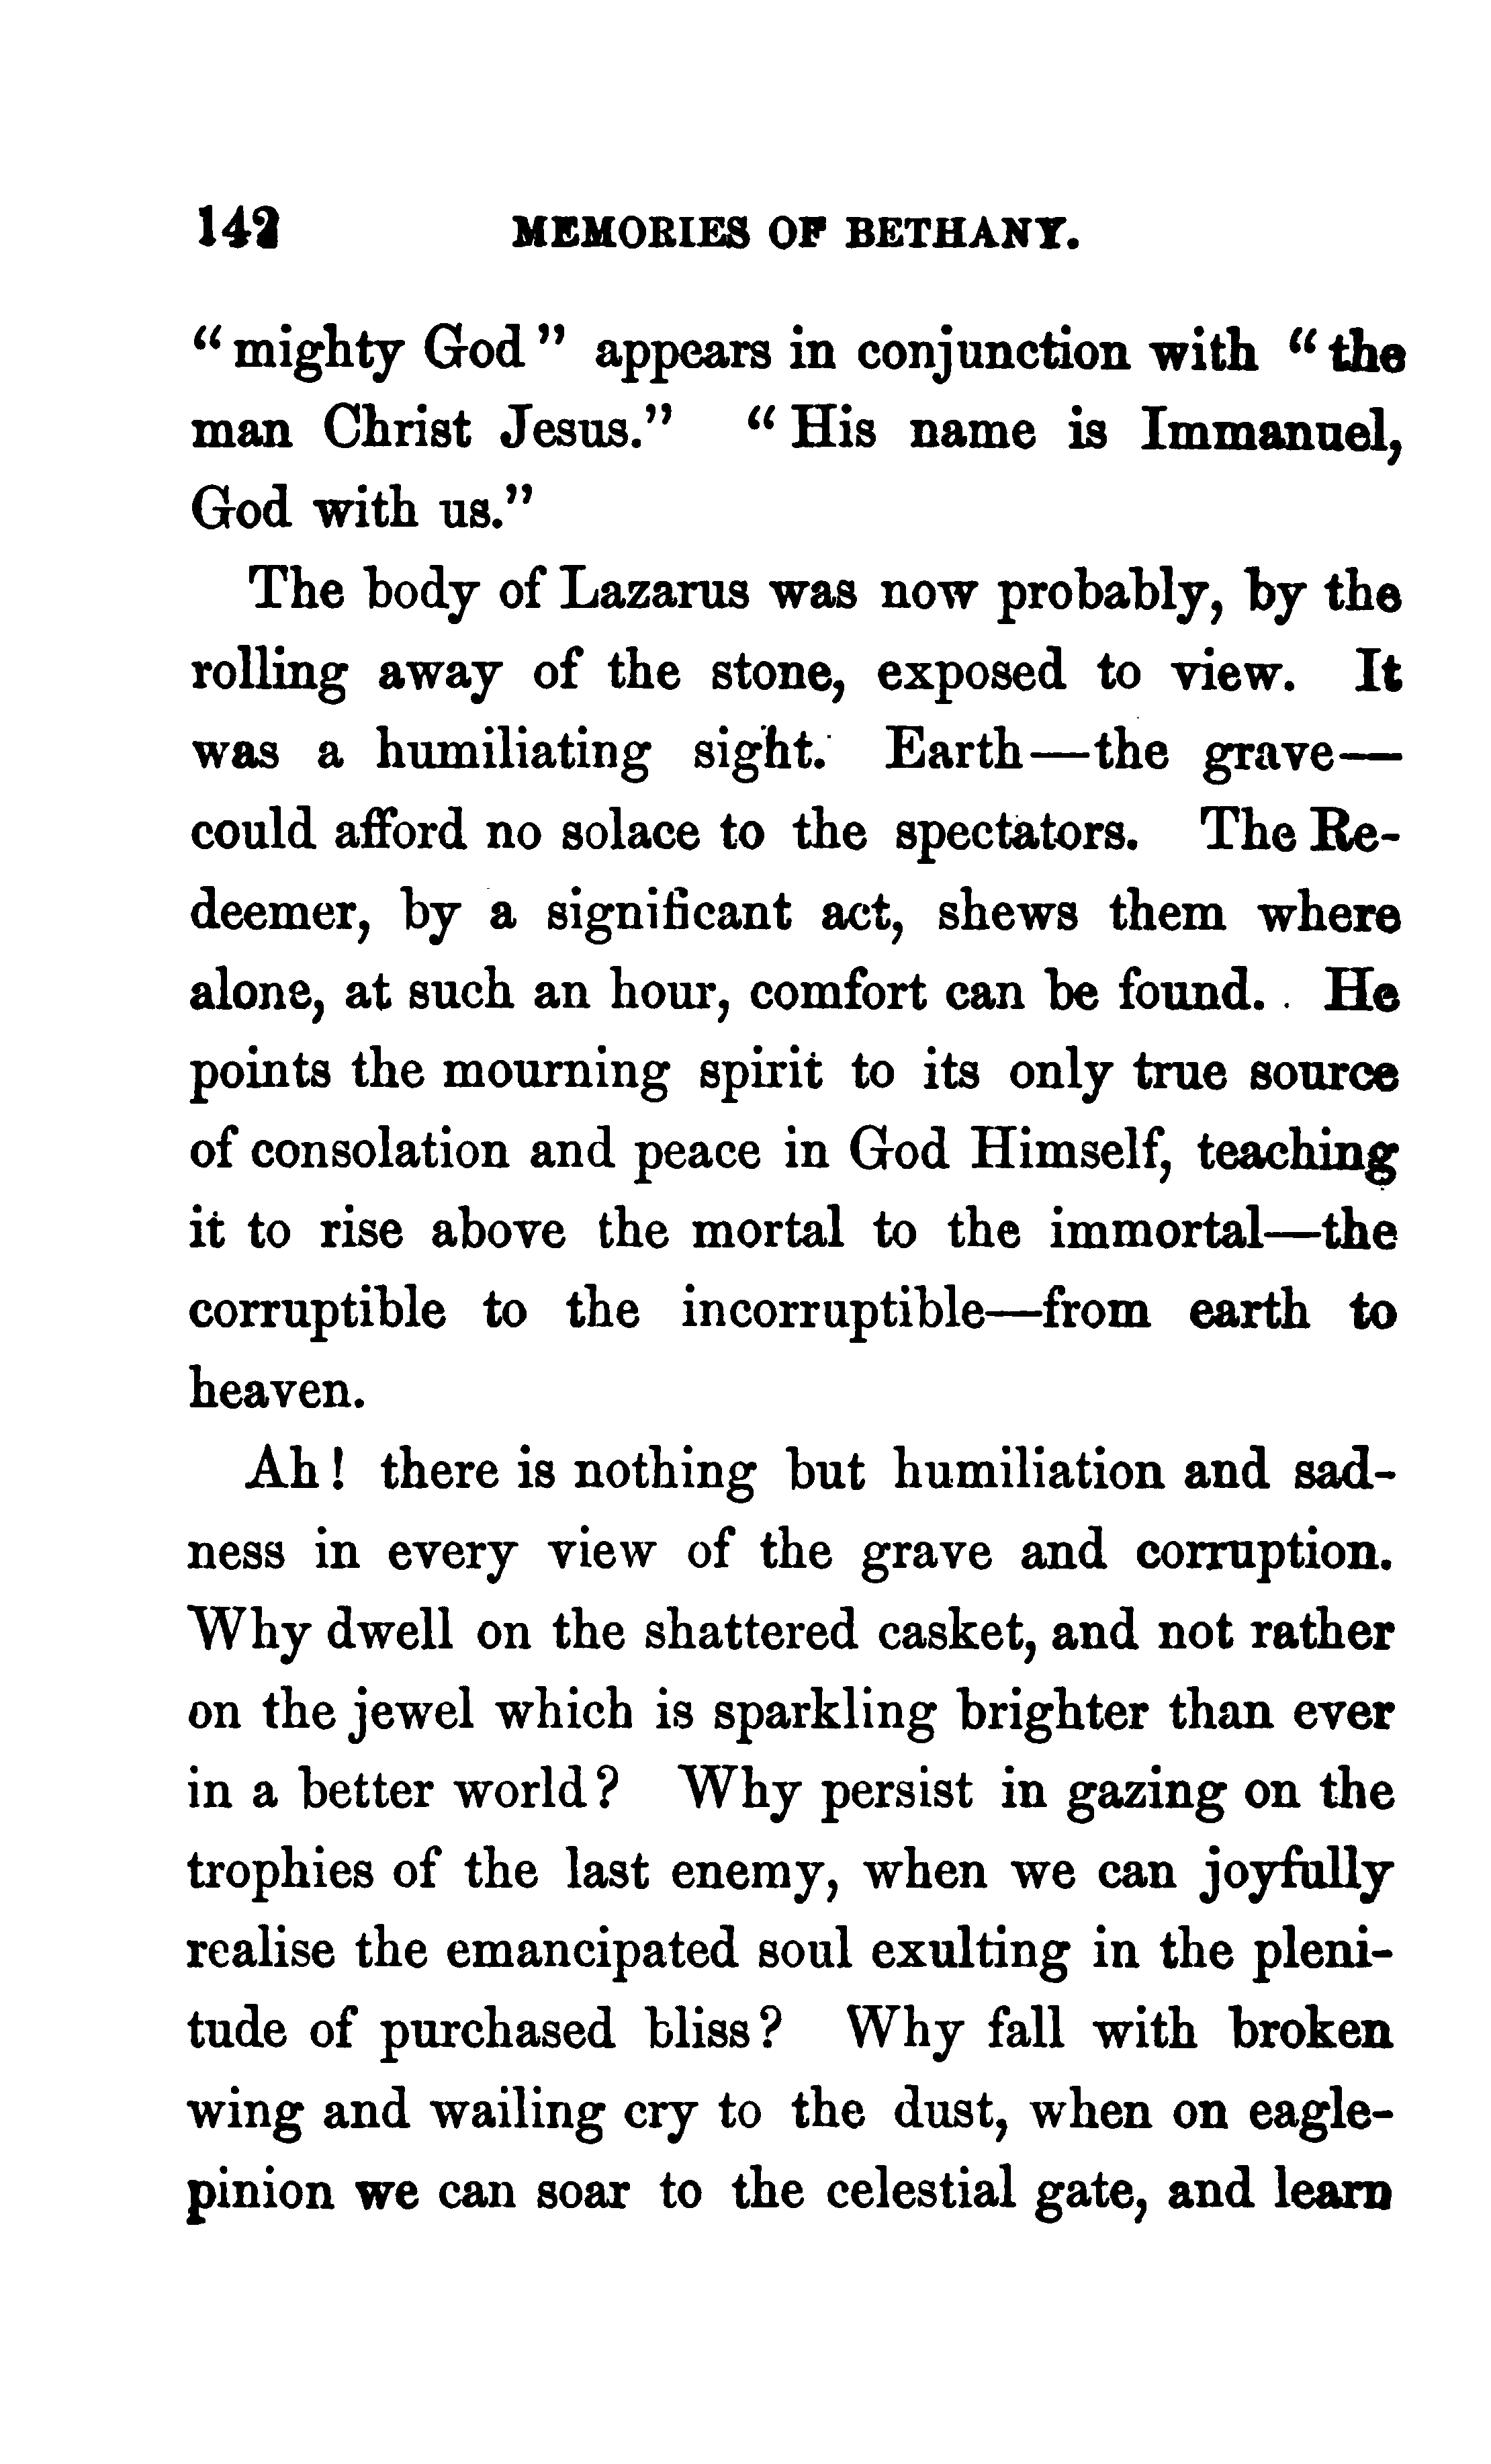 142 MEMORIES OF BETHANY.
“mighty God” appears in conjunction with “the
man Christ Jesus.” “His name is Immanuel,
God with us.”
The body of Lazarus was now probably, by the
rolling away of the stone, exposed to view. It
was a humiliating sight. Earth—the grave—
could afford no solace to the spectators. The Re-
deemer, by a significant act, shews them where
alone, at such an hour, comfort can be found. He
points the mourning spirit to its only true source
of consolation and peace in God Himself, teaching
it to rise above the mortal to the immortal—the
corruptible to the incorruptible—from earth to
heaven.
Ah! there is nothing but humiliation and sad-
ness in every view of the grave and corruption.
Why dwell on the shattered casket, and not rather
on the jewel which is sparkling brighter than ever
in a better world? Why persist in gazing on the
trophies of the last enemy, when we can joyfully
realise the emancipated soul exulting in the pleni-
tude of purchased bliss? Why fall with broken
wing and wailing cry to the dust, when on eagle-
pinion we can soar to the celestial gate, and learn